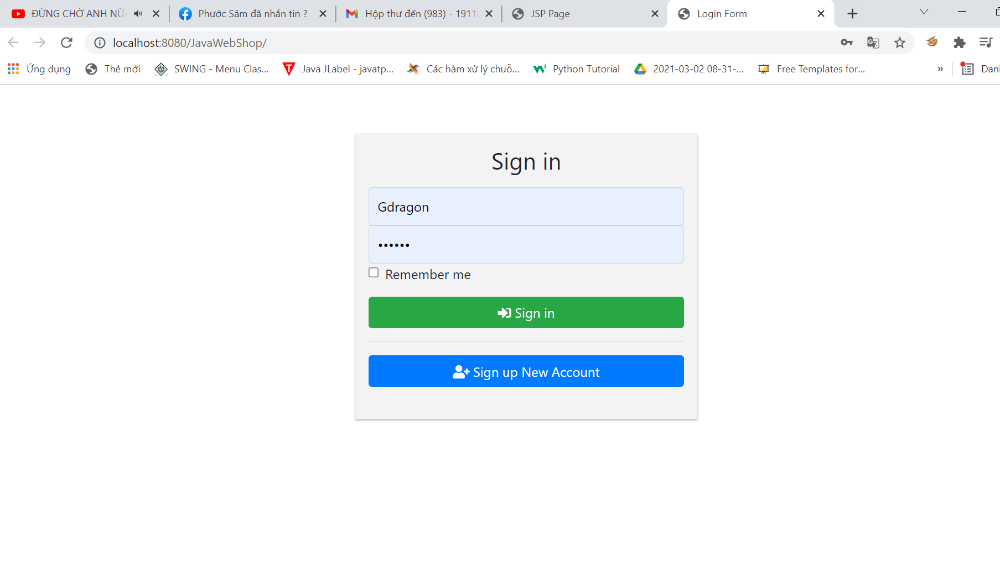 ĐỪNG CHỜ ANH NỮA
Phước Sâm đã nhắn tin ?
Hộp thư đến (983) - 1911
JSP Page
Login Form
localhost:8080/JavaWebShop/
Ứng dụng
Thẻ mới
SWING - Menu Clas...
Java JLabel - javatp...
Các hàm xử lý chuỗ...
Python Tutorial
2021-03-02 08-31-...
Free Templates for...
»
Dan
Sign in
Gdragon
••••••
Remember me
Sign in
Sign up New Account